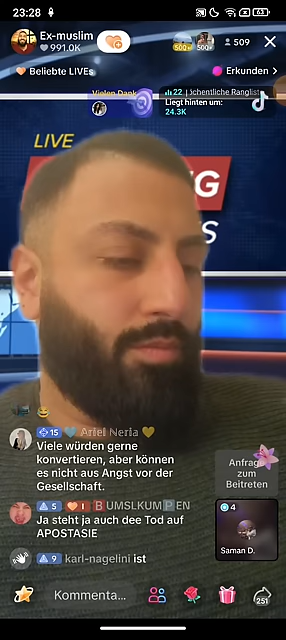 23:28
63
Ex-muslim
991.0K
500+
500+
509
Beliebte LIVEs
Erkunden >
Vielen Dank
22
Liegt hinten um:
24.3K
LIVE
G
S
15 Ariel Neria
Viele würden gerne
konvertieren, aber können
es nicht aus Angst vor der
Gesellschaft.
5 1 BUMSLKUMPEN
Ja steht ja auch dee Tod auf
APOSTASIE
9 karl-nagelini ist
Anfrage
zum
Beitreten
4
Saman D.
Kommenta...
251